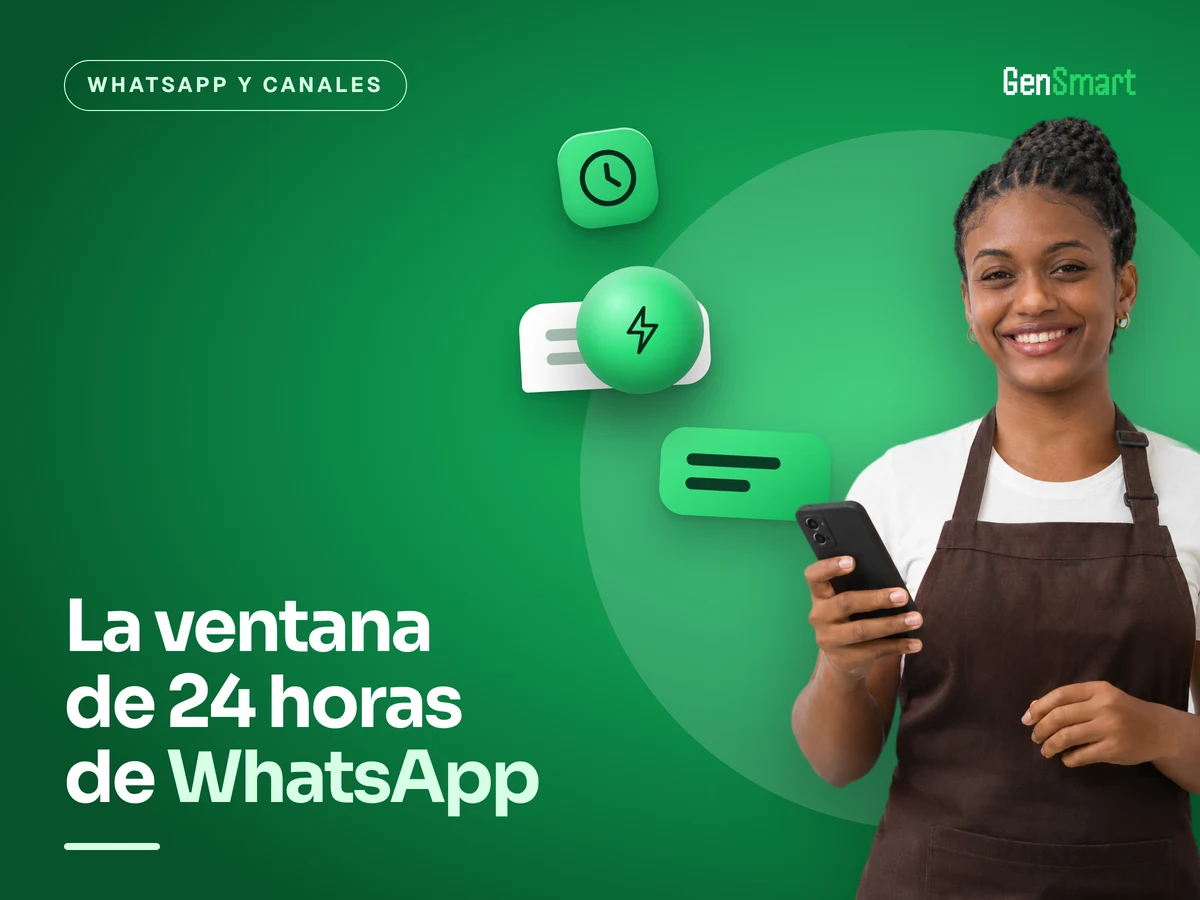 WHATSAPP Y CANALES
GenSmart
La ventana
de 24 horas
de WhatsApp